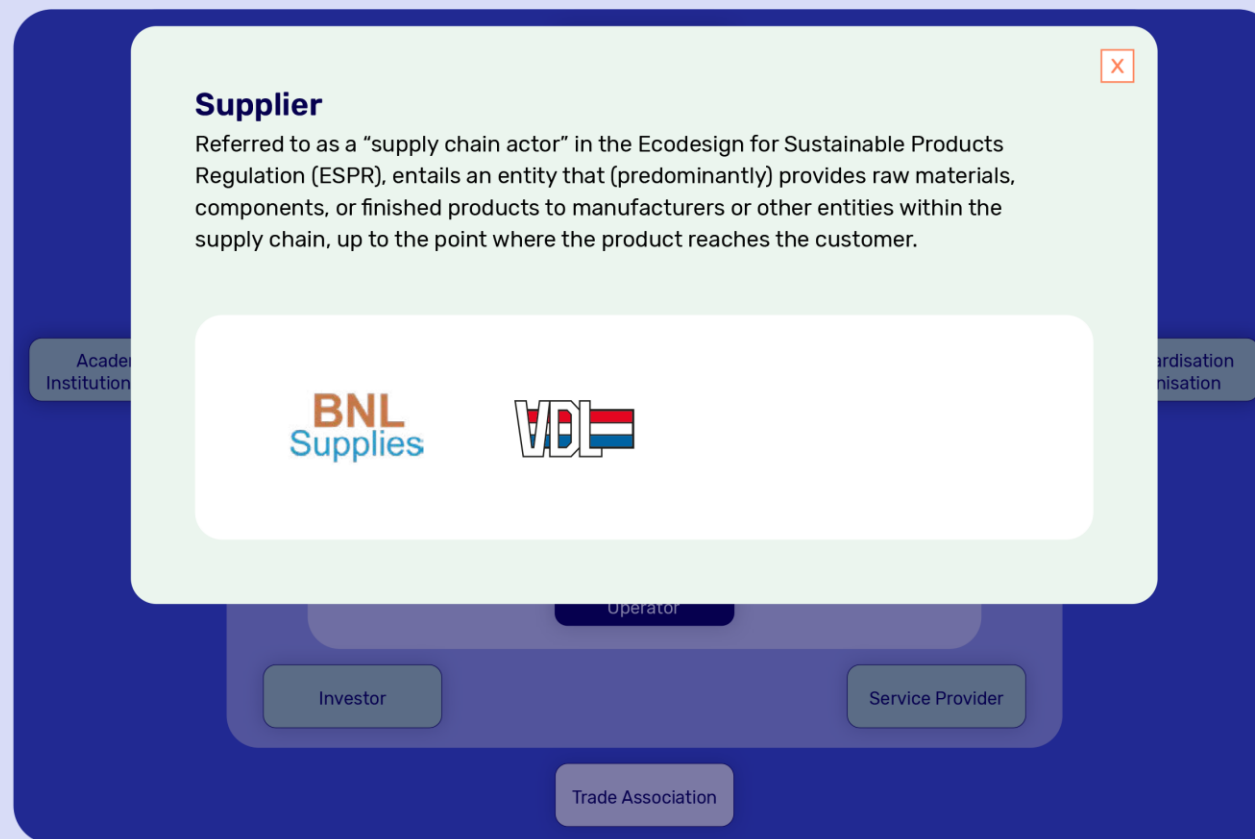 X
Supplier
Referred to as a “supply chain actor” in the Ecodesign for Sustainable Products
Regulation (ESPR), entails an entity that (predominantly) provides raw materials,
components, or finished products to manufacturers or other entities within the
supply chain, up to the point where the product reaches the customer.
BNL
Supplies
VDL
Operator
Investor
Service Provider
Trade Association